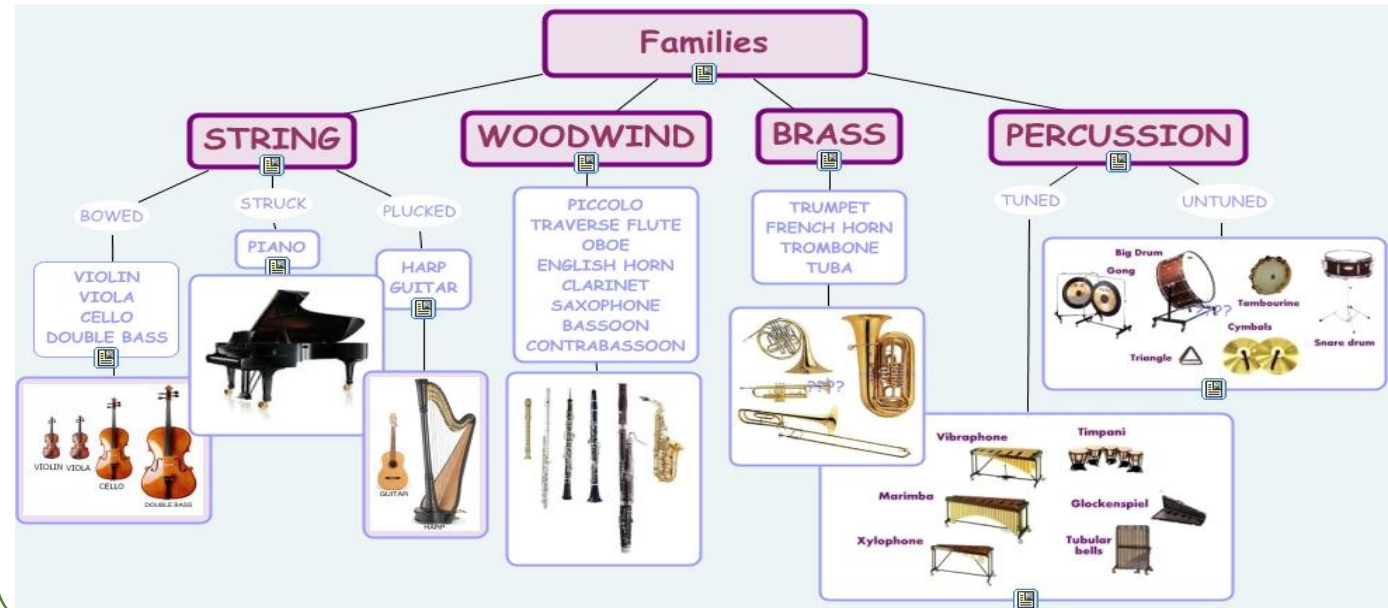 Families
STRING
WOODWIND
BRASS
PERCUSSION
BOWED
STRUCK
PLUCKED
TUNED
UNTUNED
VIOLIN
VIOLA
CELLO
DOUBLE BASS
PIANO
HARP
GUITAR
PICCOLO
TRAVERSE FLUTE
OBOE
ENGLISH HORN
CLARINET
SAXOPHONE
BASSOON
CONTRABASSOON
TRUMPET
FRENCH HORN
TROMBONE
TUBA
VIOLIN
VIOLA
CELLO
DOUBLE BASS
GUITAR
HARP
????
Big Drum
Gong
????
Tambourine
Cymbals
Triangle
Snare drum
Vibraphone
Timpani
Marimba
Glockenspiel
Xylophone
Tubular
bells